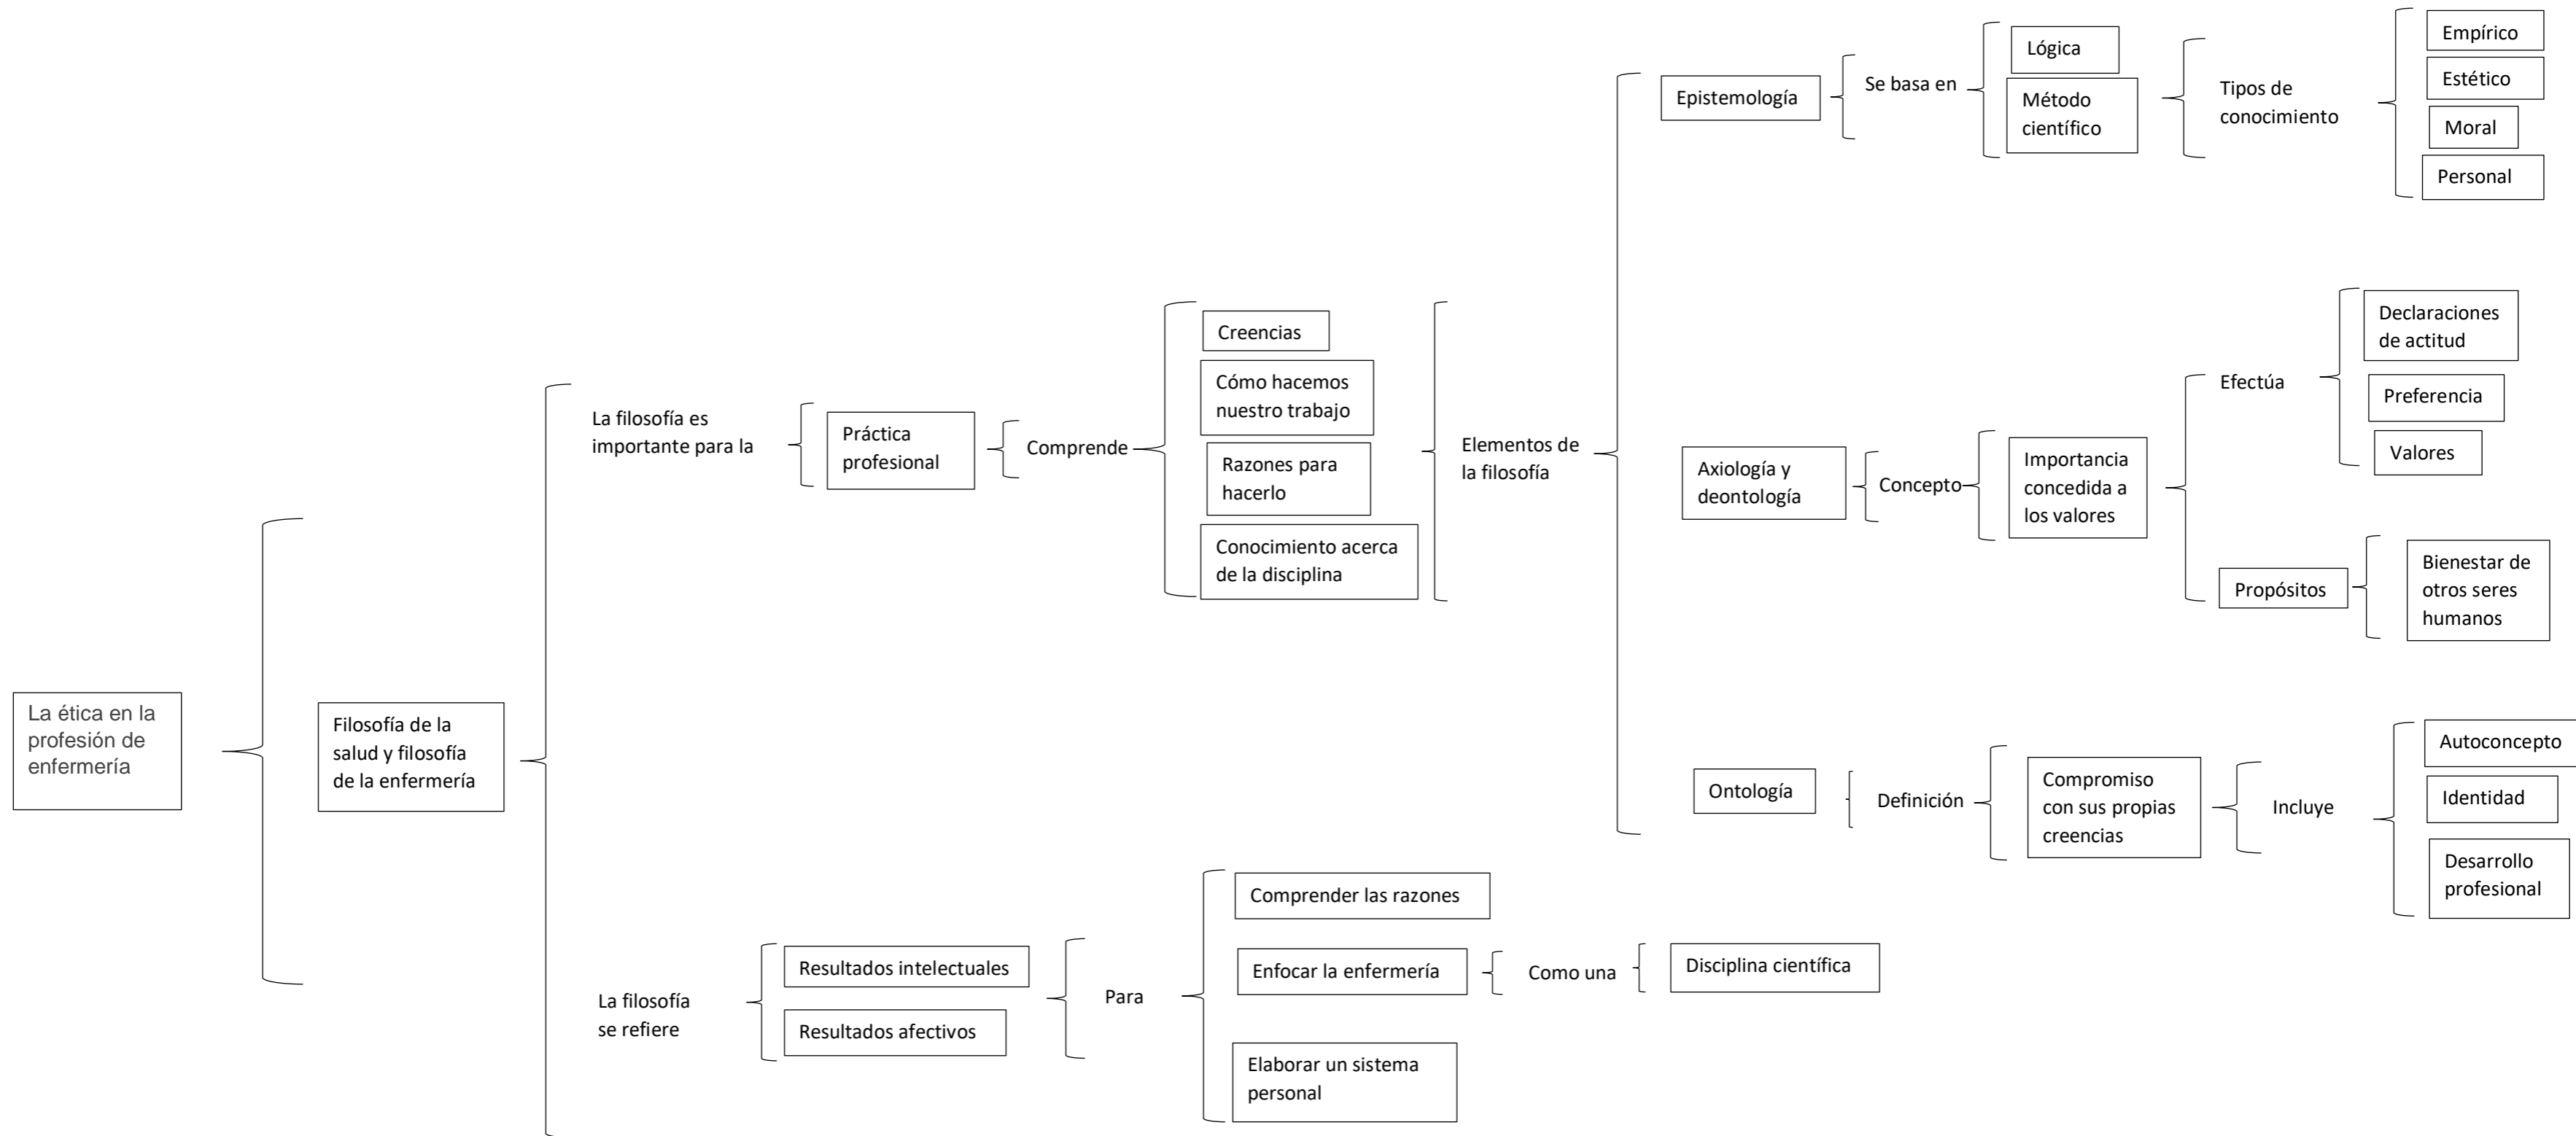 La ética en la
profesión de
enfermería
Filosofía de la
salud y filosofía
de la enfermería
La filosofía es
importante para la
Práctica
profesional
Comprende
Creencias
Cómo hacemos
nuestro trabajo
Razones para
hacerlo
Conocimiento acerca
de la disciplina
Elementos de
la filosofía
Epistemología
Se basa en
Lógica
Método
científico
Tipos de
conocimiento
Empírico
Estético
Moral
Personal
Axiología y
deontología
Concepto
Importancia
concedida a
los valores
Efectúa
Declaraciones
de actitud
Preferencia
Valores
Propósitos
Bienestar de
otros seres
humanos
Ontología
Definición
Compromiso
con sus propias
creencias
Incluye
Autoconcepto
Identidad
Desarrollo
profesional
La filosofía
se refiere
Resultados intelectuales
Resultados afectivos
Para
Comprender las razones
Enfocar la enfermería
Como una
Disciplina científica
Elaborar un sistema
personal